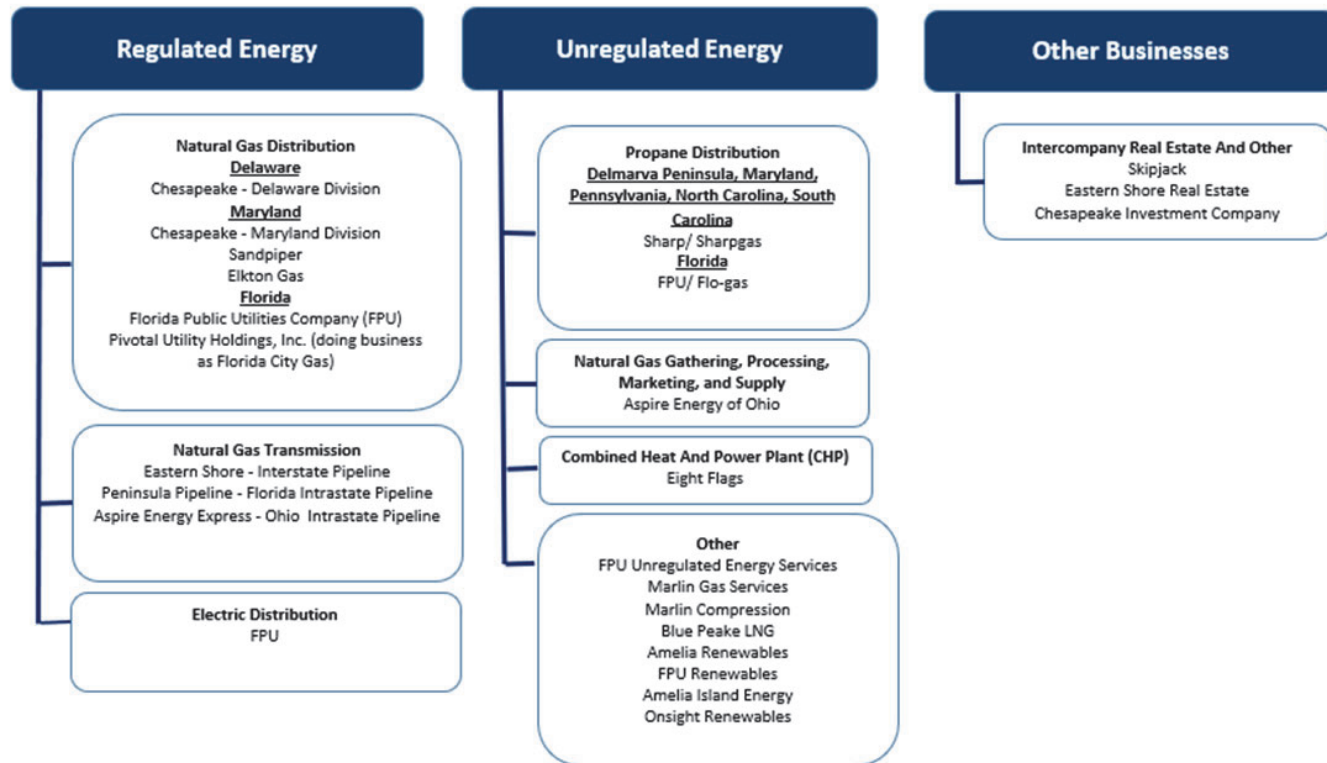 Regulated Energy
Natural Gas Distribution
Delaware
Chesapeake - Delaware Division
Maryland
Chesapeake - Maryland Division
Sandpiper
Elkton Gas
Florida
Florida Public Utilities Company (FPU)
Pivotal Utility Holdings, Inc. (doing business
as Florida City Gas)
Natural Gas Transmission
Eastern Shore - Interstate Pipeline
Peninsula Pipeline - Florida Intrastate Pipeline
Aspire Energy Express - Ohio Intrastate Pipeline
Electric Distribution
FPU
Unregulated Energy
Propane Distribution
Delmarva Peninsula, Maryland,
Pennsylvania, North Carolina, South
Carolina
Sharp/ Sharpgas
Florida
FPU/ Flo-gas
Natural Gas Gathering, Processing,
Marketing, and Supply
Aspire Energy of Ohio
Combined Heat And Power Plant (CHP)
Eight Flags
Other
FPU Unregulated Energy Services
Marlin Gas Services
Marlin Compression
Blue Peake LNG
Amelia Renewables
FPU Renewables
Amelia Island Energy
Onsight Renewables
Other Businesses
Intercompany Real Estate And Other
Skipjack
Eastern Shore Real Estate
Chesapeake Investment Company